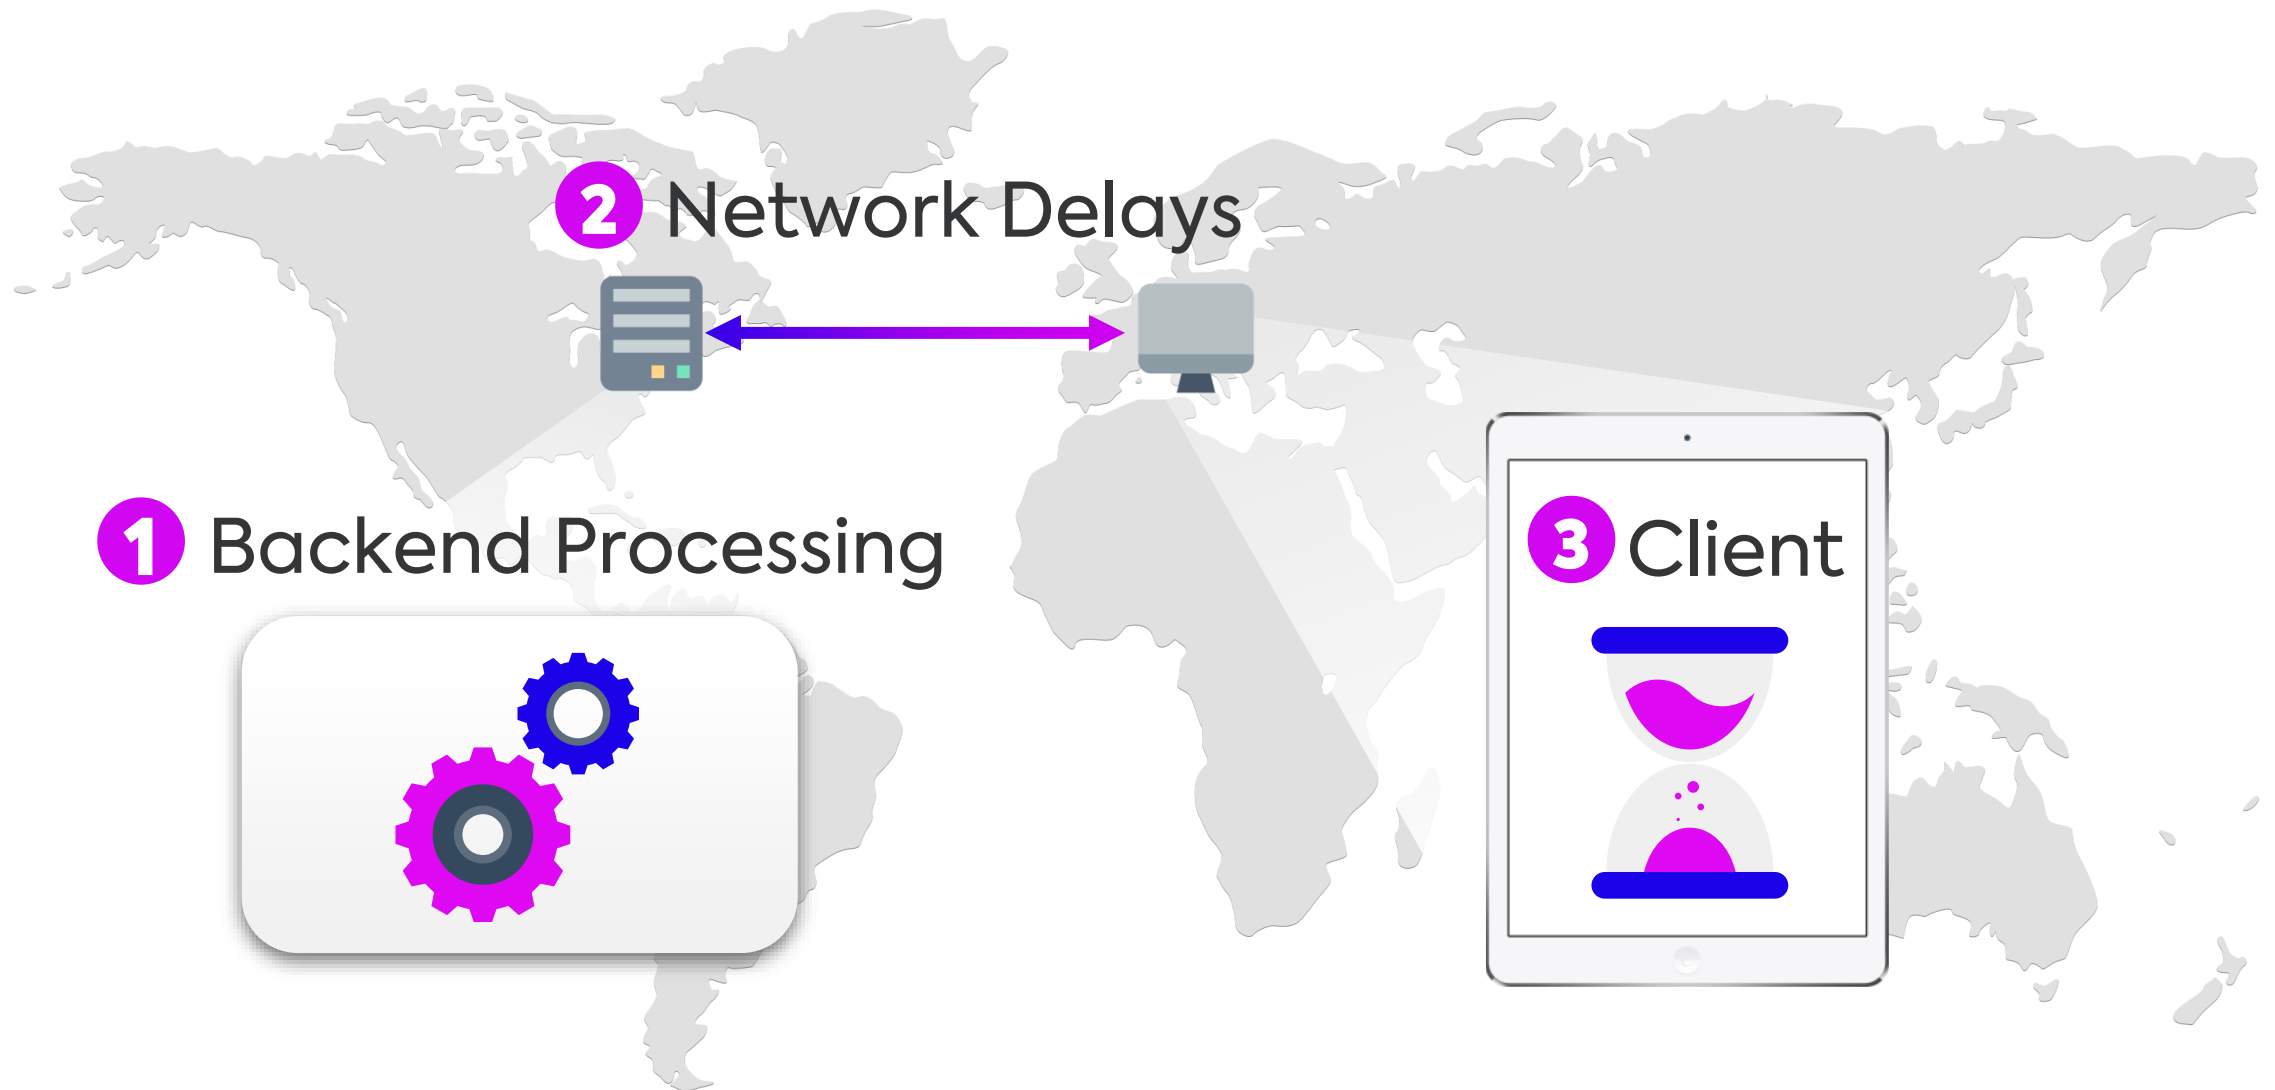 2 Network Delays
1 Backend Processing
3 Client